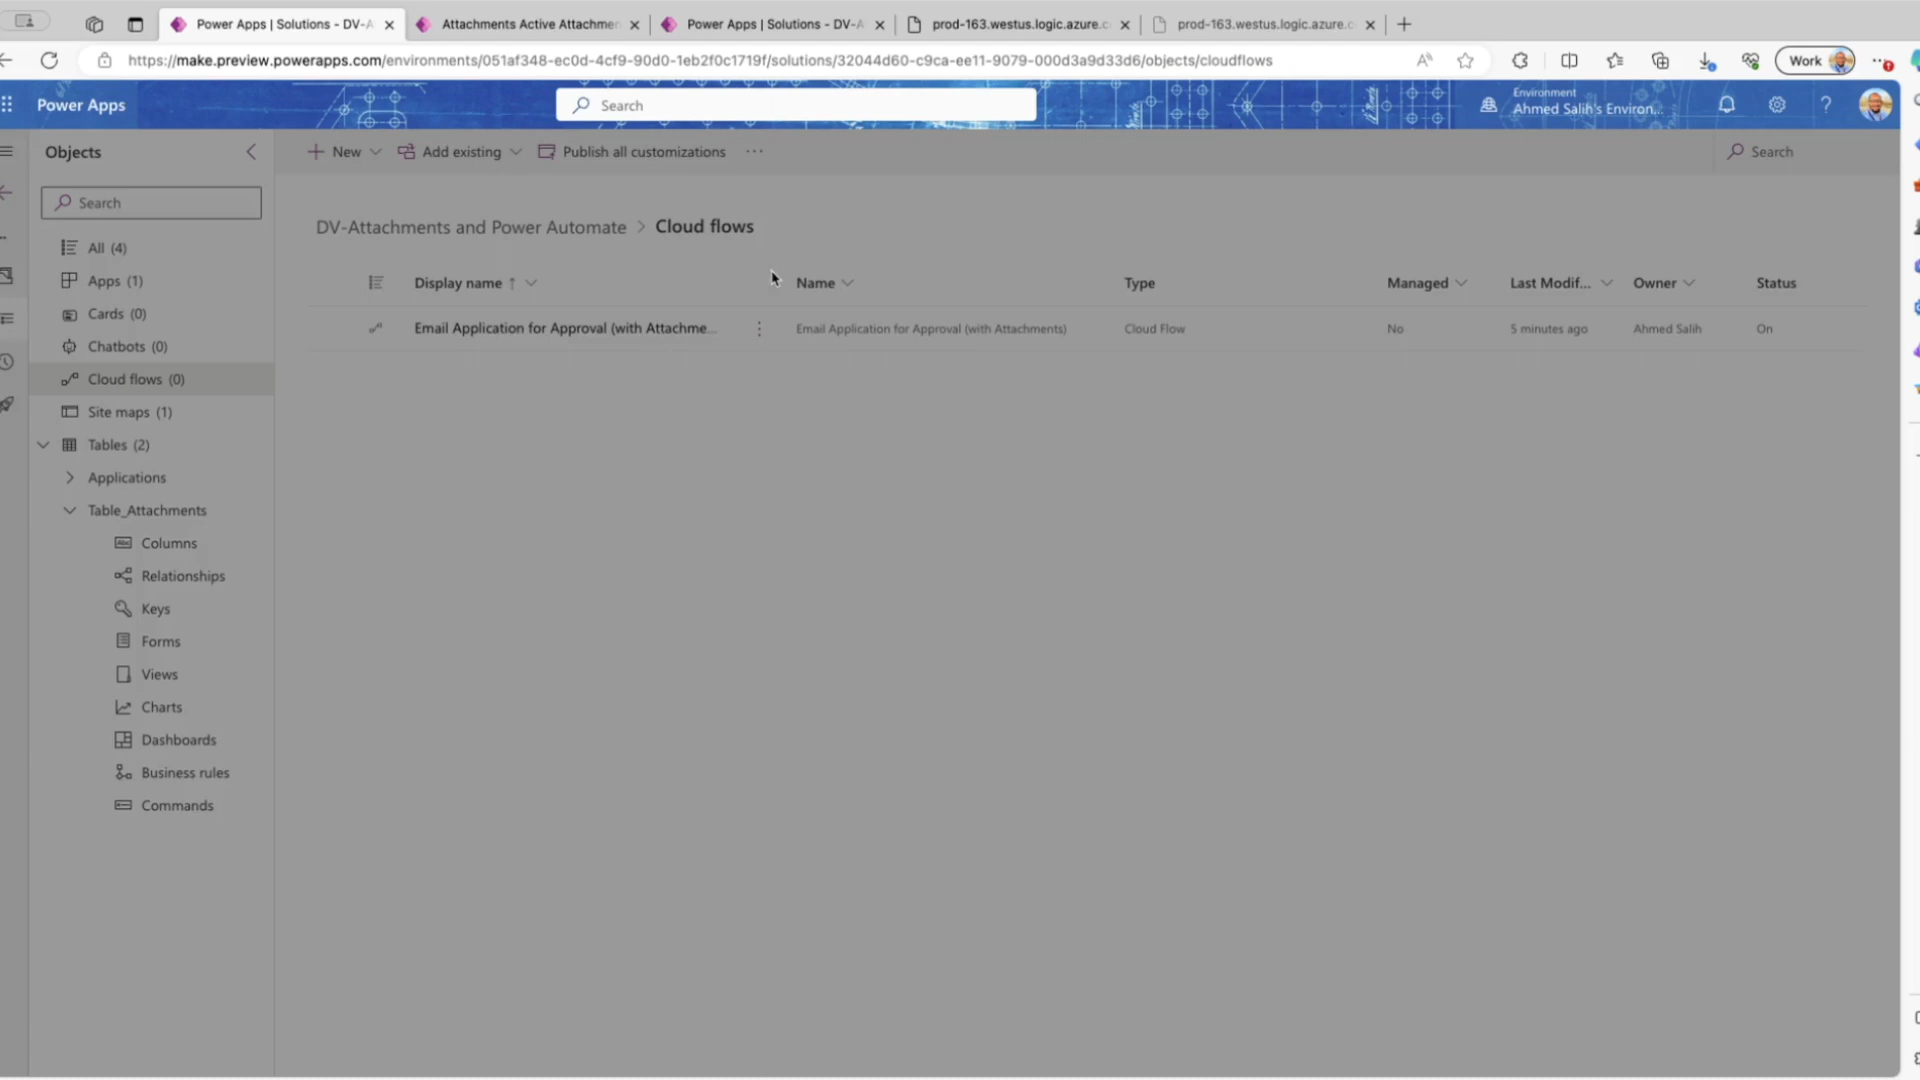 Power Apps | Solutions - DV-A
Attachments Active Attachmen
Power Apps | Solutions - DV-A
prod-163.westus.logic.azure.c
prod-163.westus.logic.azure.c
https://make.preview.powerapps.com/environments/051af348-ec0d-4cf9-90d0-1eb2f0c1719f/solutions/32044d60-c9ca-ee11-9079-000d3a9d33d6/objects/cloudflows
Work
Power Apps
Search
Environment
Ahmed Salih's Environ...
Objects
New
Add existing
Publish all customizations
Search
Search
DV-Attachments and Power Automate > Cloud flows
All (4)
Apps (1)
Cards (0)
Chatbots (0)
Cloud flows (0)
Site maps (1)
Tables (2)
Applications
Table_Attachments
Columns
Relationships
Keys
Forms
Views
Charts
Dashboards
Business rules
Commands
Display name ↑ Name Type Managed Last Modif... Owner Status
Email Application for Approval (with Attachme... Email Application for Approval (with Attachments) Cloud Flow No 5 minutes ago Ahmed Salih On